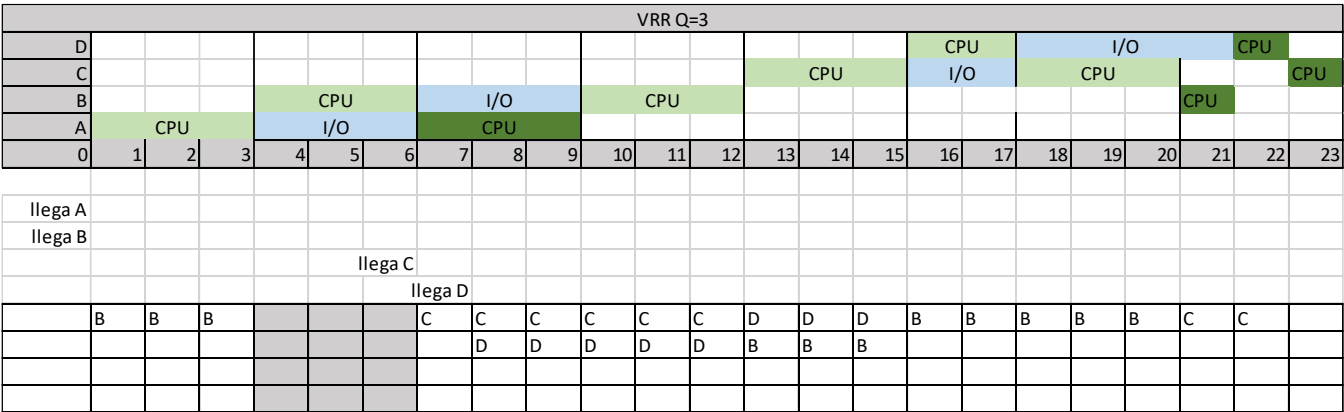 VRR Q=3
D CPU I/O CPU
C CPU I/O CPU CPU
B CPU I/O CPU CPU
A CPU I/O CPU
0 1 2 3 4 5 6 7 8 9 10 11 12 13 14 15 16 17 18 19 20 21 22 23
llega A
llega B
llega C
llega D
B B B C C C C C C D D D B B B B B C C
D D D D D B B B